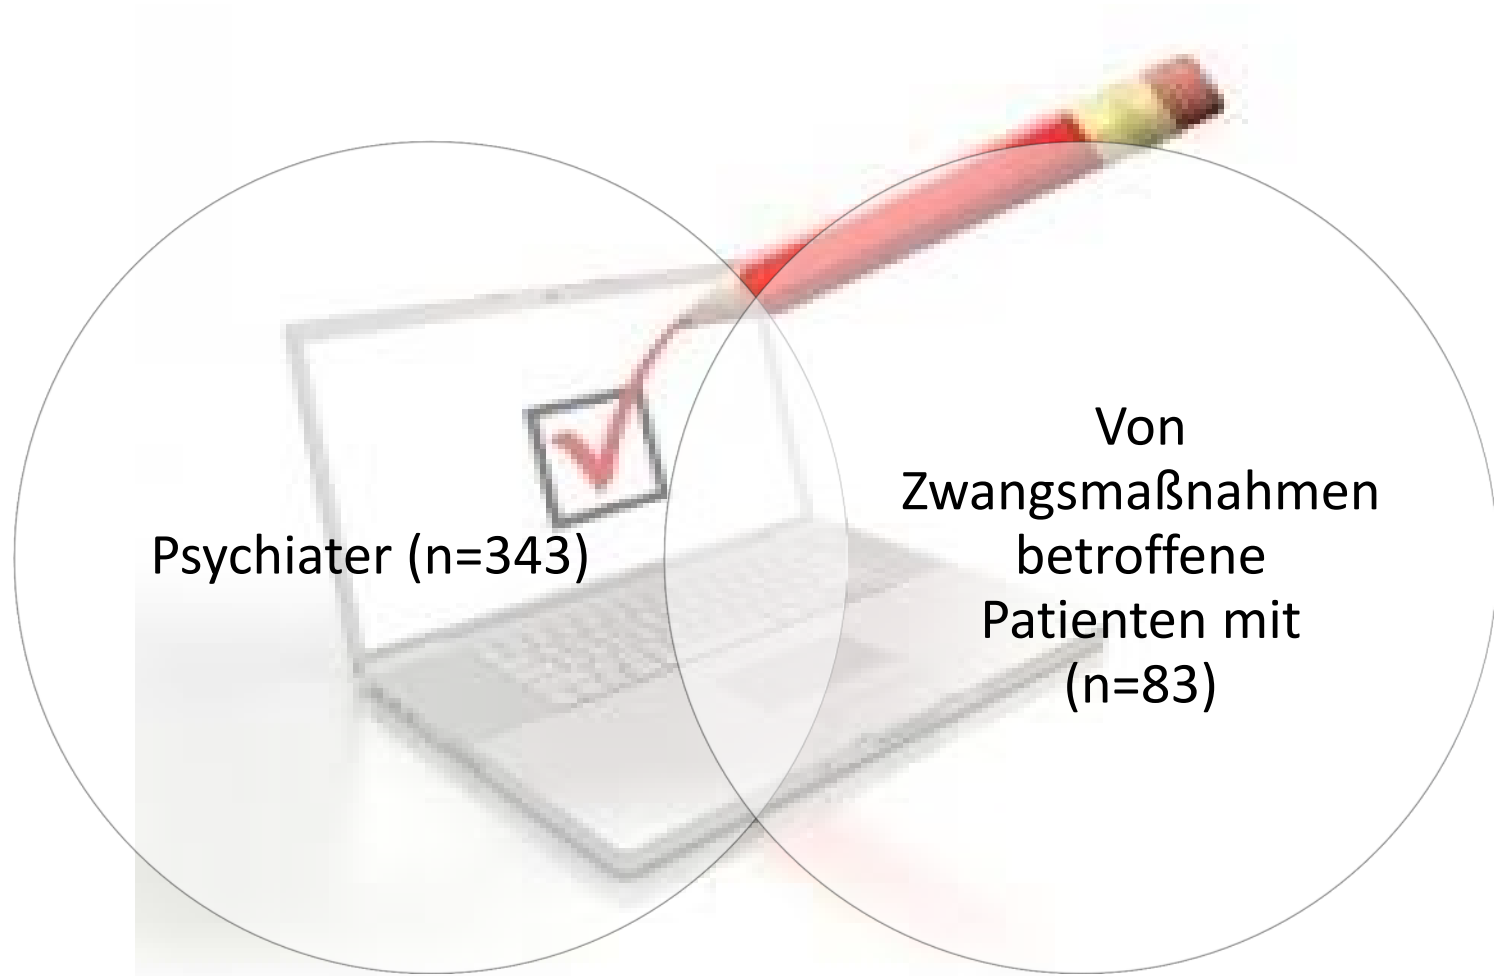 Psychiater (n=343)
Von
Zwangsmaßnahmen
betroffene
Patienten mit
(n=83)